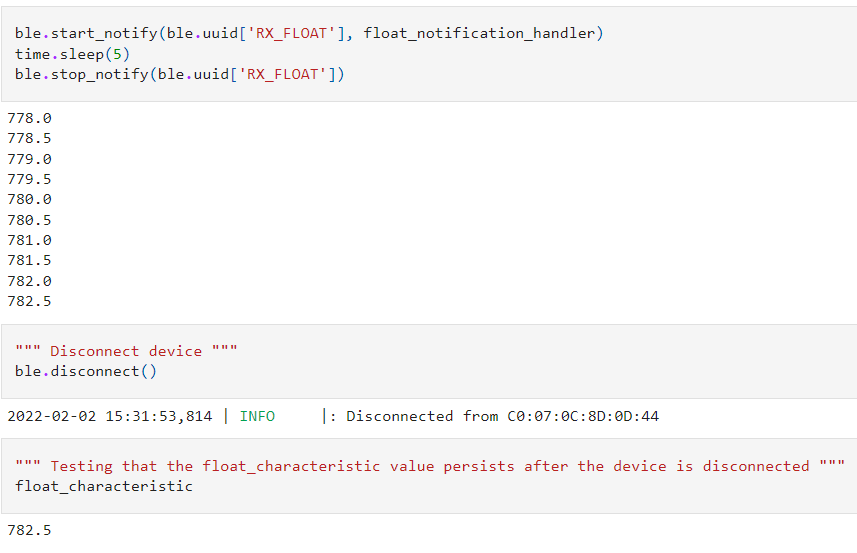 ble.start_notify(ble.uuid['RX_FLOAT'], float_notification_handler)
time.sleep(5)
ble.stop_notify(ble.uuid['RX_FLOAT'])
778.0
778.5
779.0
779.5
780.0
780.5
781.0
781.5
782.0
782.5
""" Disconnect device """
ble.disconnect()
2022-02-02 15:31:53,814 | INFO     |: Disconnected from C0:07:0C:8D:0D:44
""" Testing that the float_characteristic value persists after the device is disconnected """
float_characteristic
782.5